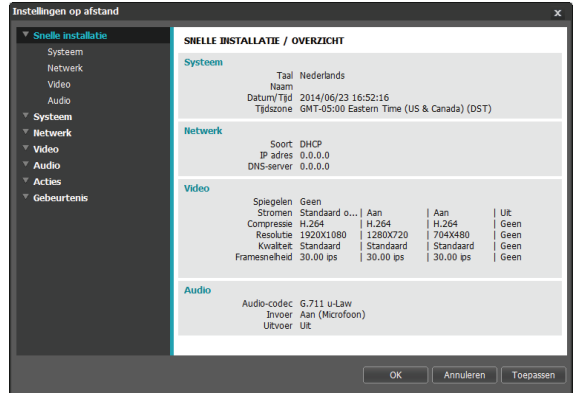 Instellingen op afstand x
Snelle installatie
Systeem
Netwerk
Video
Audio
Systeem
Netwerk
Video
Audio
Acties
Gebeurtenis
SNELLE INSTALLATIE / OVERZICHT
Systeem
Taal Nederlands
Naam
Datum/Tijd 2014/06/23 16:52:16
Tijdszone GMT-05:00 Eastern Time (US & Canada) (DST)
Netwerk
Soort DHCP
IP adres 0.0.0.0
DNS-server 0.0.0.0
Video
Spiegelen Geen
Stromen Standaard o... | Aan | Aan | Uit
Compressie H.264 | H.264 | H.264 | Geen
Resolutie 1920X1080 | 1280X720 | 704X480 | Geen
Kwaliteit Standaard | Standaard | Standaard | Geen
Framesnelheid 30.00 ips | 30.00 ips | 30.00 ips | Geen
Audio
Audio-codec G.711 u-Law
Invoer Aan (Microfoon)
Uitvoer Uit
OK Annuleren Toepassen